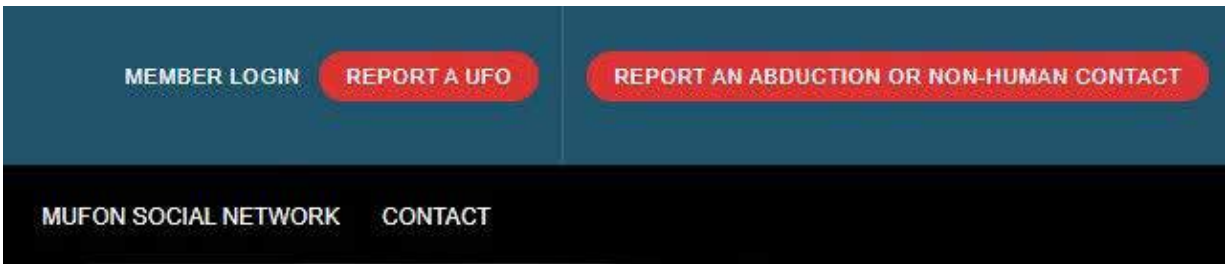 MEMBER LOGIN REPORT A UFO REPORT AN ABDUCTION OR NON-HUMAN CONTACT
MUFON SOCIAL NETWORK CONTACT